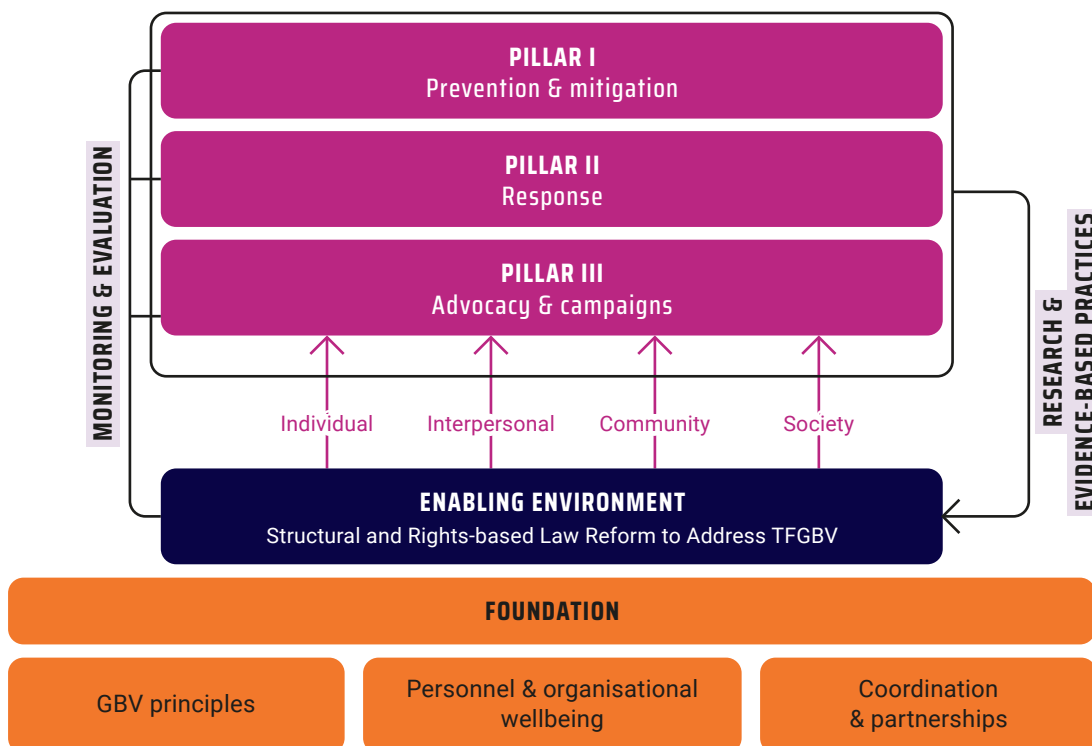 PILLAR I
Prevention & mitigation
PILLAR II
Response
PILLAR III
Advocacy & campaigns
MONITORING & EVALUATION
RESEARCH &
EVIDENCE-BASED PRACTICES
Individual
Interpersonal
Community
Society
ENABLING ENVIRONMENT
Structural and Rights-based Law Reform to Address TFGBV
FOUNDATION
GBV principles
Personnel & organisational
wellbeing
Coordination
& partnerships